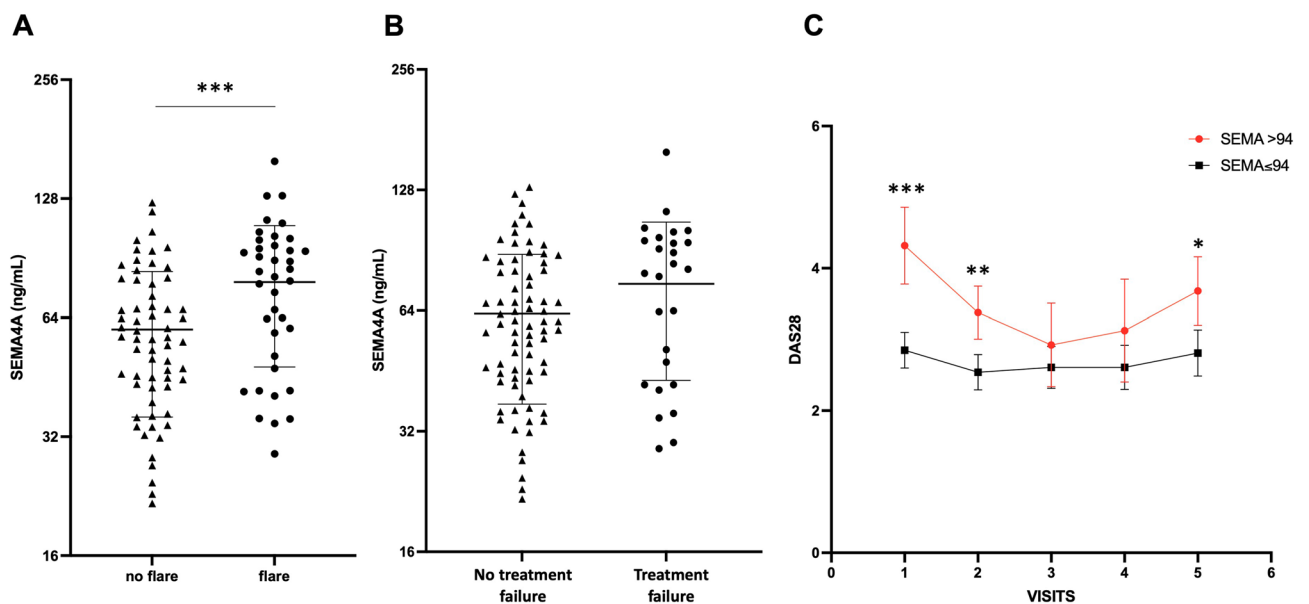 A
SEMA4A (ng/mL)
256
128
64
32
16
***
no flare
flare
B
SEMA4A (ng/mL)
256
128
64
32
16
No treatment
failure
Treatment
failure
C
DAS28
6
4
2
0
SEMA >94
SEMA≤94
***
**
*
0
1
2
3
4
5
6
VISITS